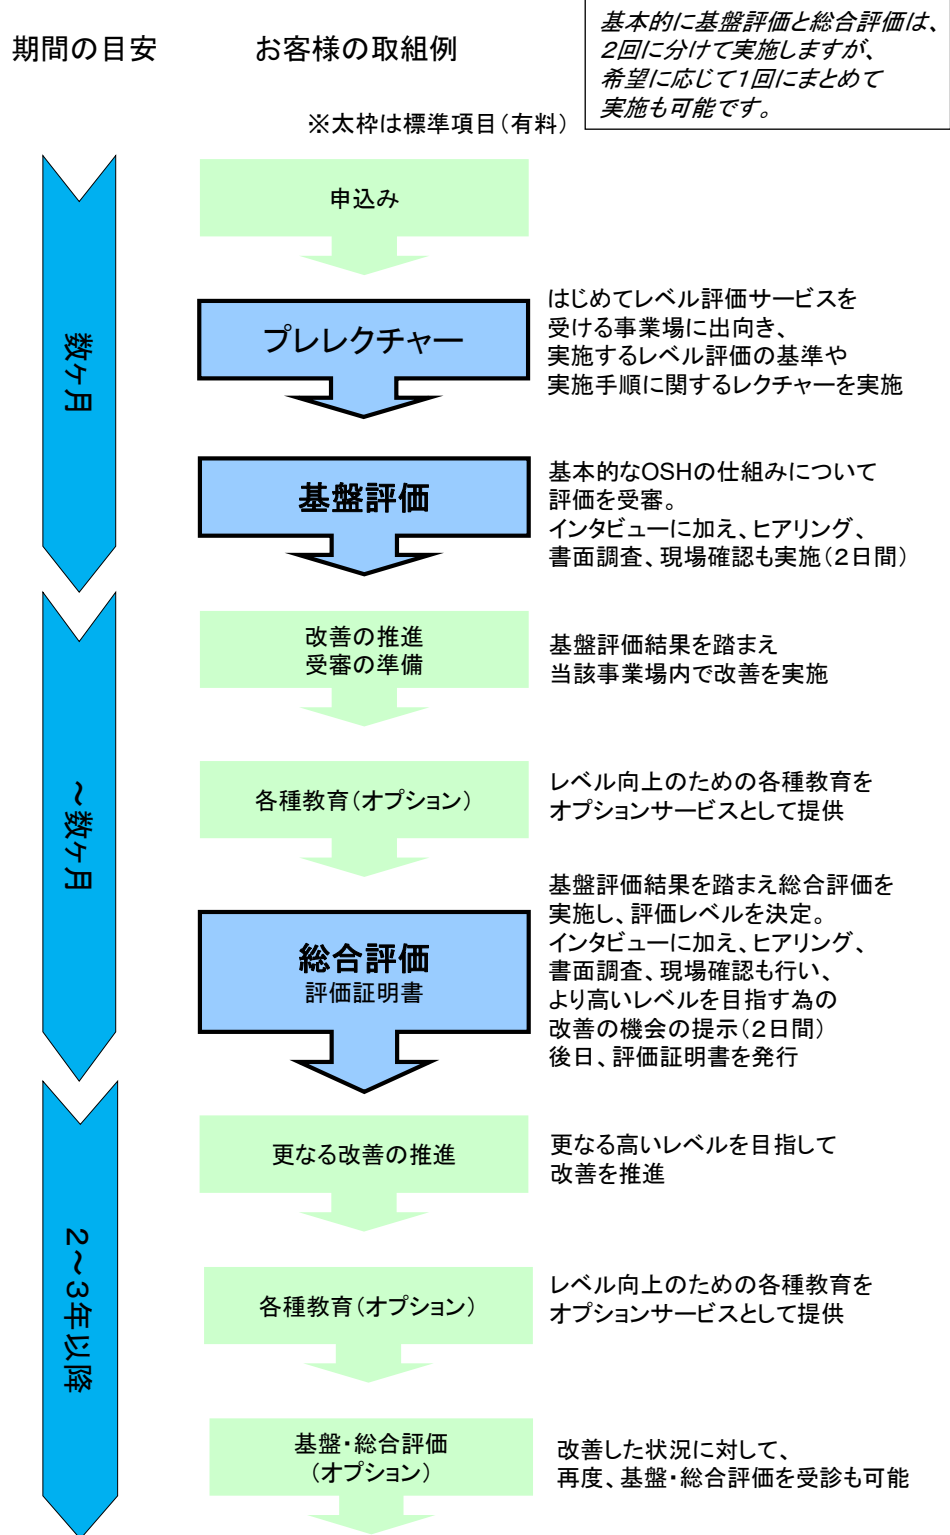 期間の目安
お客様の取組例
基本的に基盤評価と総合評価は、
２回に分けて実施しますが、
希望に応じて１回にまとめて
実施も可能です。
※太枠は標準項目（有料）
数ヶ月
申込み
プレレクチャー
はじめてレベル評価サービスを
受ける事業場に出向き、
実施するレベル評価の基準や
実施手順に関するレクチャーを実施
基盤評価
基本的なOSHの仕組みについて
評価を受審。
インタビューに加え、ヒアリング、
書面調査、現場確認も実施（２日間）
～数ヶ月
改善の推進
受審の準備
基盤評価結果を踏まえ
当該事業場内で改善を実施
各種教育（オプション）
レベル向上のための各種教育を
オプションサービスとして提供
総合評価
評価証明書
基盤評価結果を踏まえ総合評価を
実施し、評価レベルを決定。
インタビューに加え、ヒアリング、
書面調査、現場確認も行い、
より高いレベルを目指す為の
改善の機会の提示（２日間）
後日、評価証明書を発行
２～３年以降
更なる改善の推進
更なる高いレベルを目指して
改善を推進
各種教育（オプション）
レベル向上のための各種教育を
オプションサービスとして提供
基盤・総合評価
（オプション）
改善した状況に対して、
再度、基盤・総合評価を受診も可能